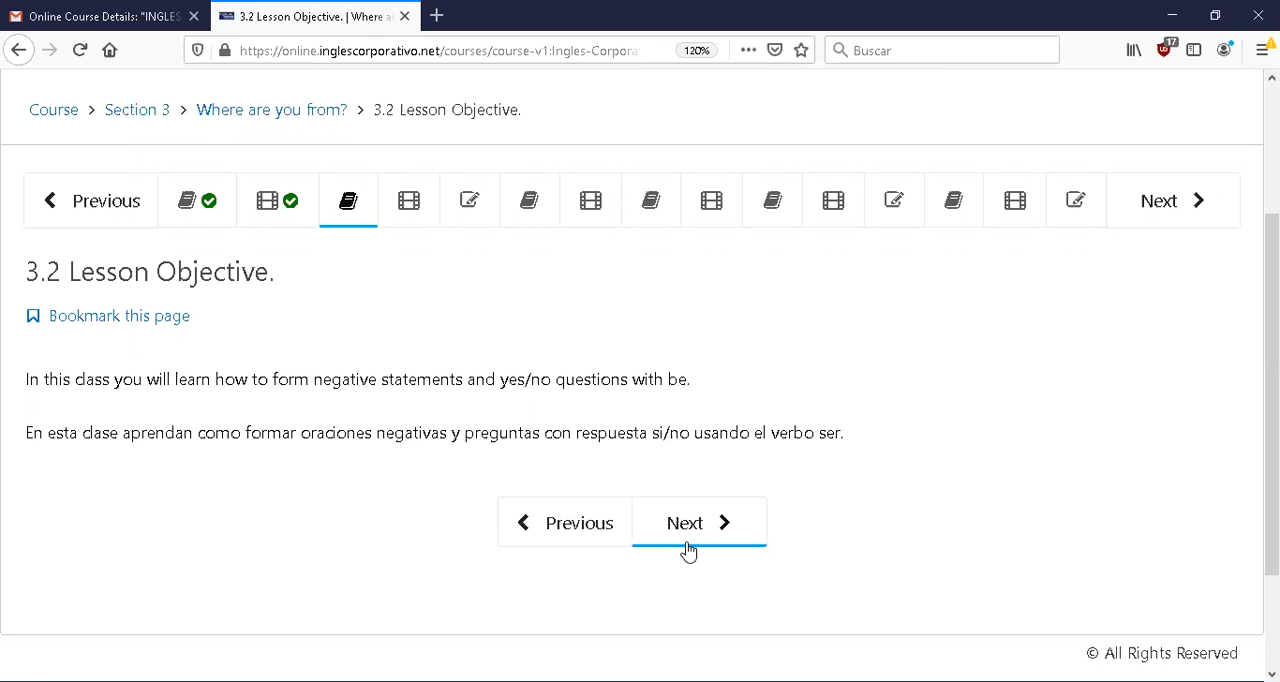 Online Course Details: "INGLES
3.2 Lesson Objective. | Where a
https://online.inglescorporativo.net/courses/course-v1:Ingles-Corpora
120%
Buscar
17
Course > Section 3 > Where are you from? > 3.2 Lesson Objective.
Previous
Next
3.2 Lesson Objective.
Bookmark this page
In this class you will learn how to form negative statements and yes/no questions with be.
En esta clase aprendan como formar oraciones negativas y preguntas con respuesta si/no usando el verbo ser.
Previous
Next
© All Rights Reserved